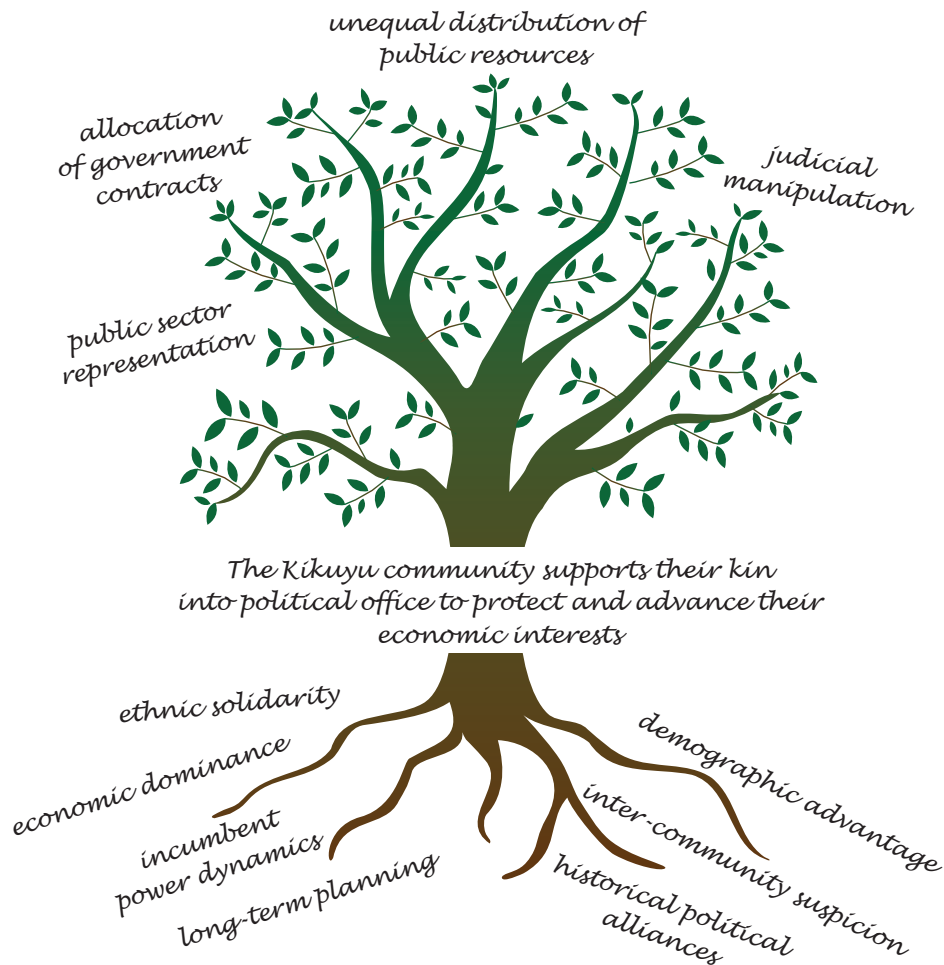 unequal distribution of
public resources
allocation
of government
contracts
judicial
manipulation
public sector
representation
The Kikuyu community supports their kin
into political office to protect and advance their
economic interests
ethnic solidarity
economic dominance
incumbent
power dynamics
long-term planning
demographic advantage
inter-community suspicion
historical political
alliances